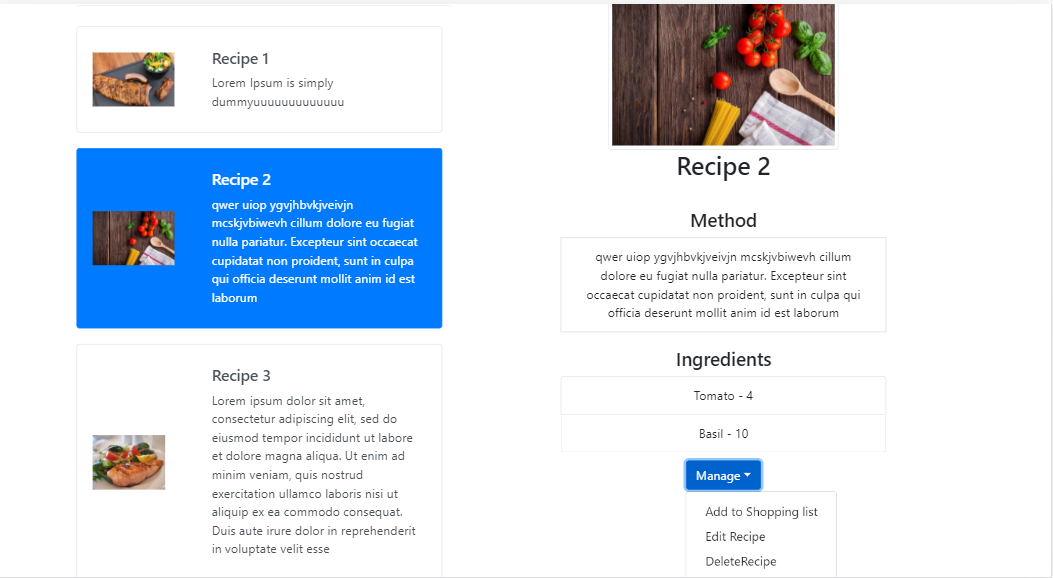 Recipe 1
Lorem Ipsum is simply
dummyuuuuuuuuuuuuu
Recipe 2
qwer uiop ygvjhbvkjveivjn
mcskjvbiwevh cillum dolore eu fugiat
nulla pariatur. Excepteur sint occaecat
cupidatat non proident, sunt in culpa
qui officia deserunt mollit anim id est
laborum
Recipe 3
Lorem ipsum dolor sit amet,
consectetur adipiscing elit, sed do
eiusmod tempor incididunt ut labore
et dolore magna aliqua. Ut enim ad
minim veniam, quis nostrud
exercitation ullamco laboris nisi ut
aliquip ex ea commodo consequat.
Duis aute irure dolor in reprehenderit
in voluptate velit esse
Recipe 2
Method
qwer uiop ygvjhbvkjveivjn mcskjvbiwevh cillum
dolore eu fugiat nulla pariatur. Excepteur sint
occaecat cupidatat non proident, sunt in culpa qui
officia deserunt mollit anim id est laborum
Ingredients
Tomato - 4
Basil - 10
Manage
Add to Shopping list
Edit Recipe
DeleteRecipe